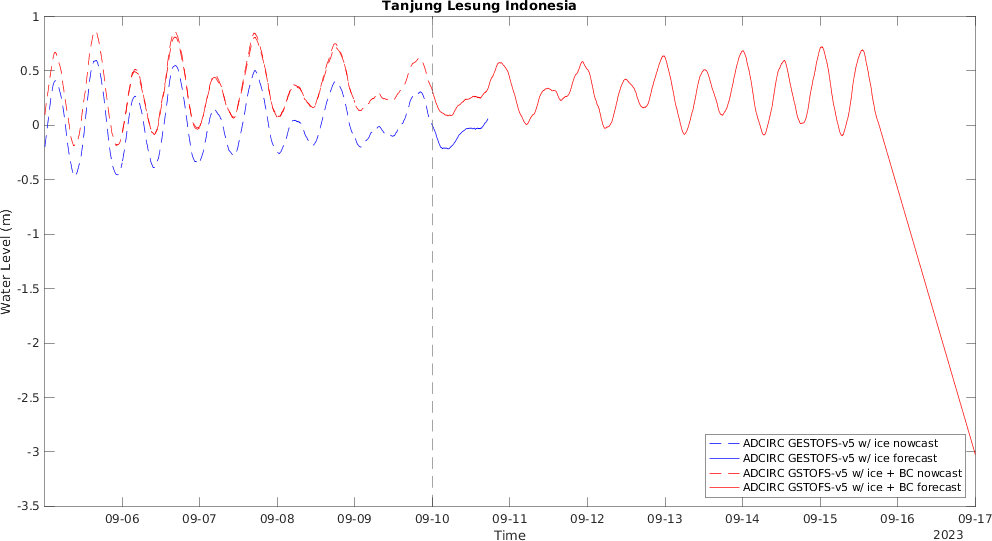 Tanjung Lesung Indonesia
Water Level (m)
1
0.5
0
-0.5
-1
-1.5
-2
-2.5
-3
-3.5
ADCIRC GESTOFS-v5 w/ ice nowcast
ADCIRC GESTOFS-v5 w/ ice forecast
ADCIRC GSTOFS-v5 w/ ice + BC nowcast
ADCIRC GSTOFS-v5 w/ ice + BC forecast
09-06 09-07 09-08 09-09 09-10 09-11 09-12 09-13 09-14 09-15 09-16 09-17
Time
2023